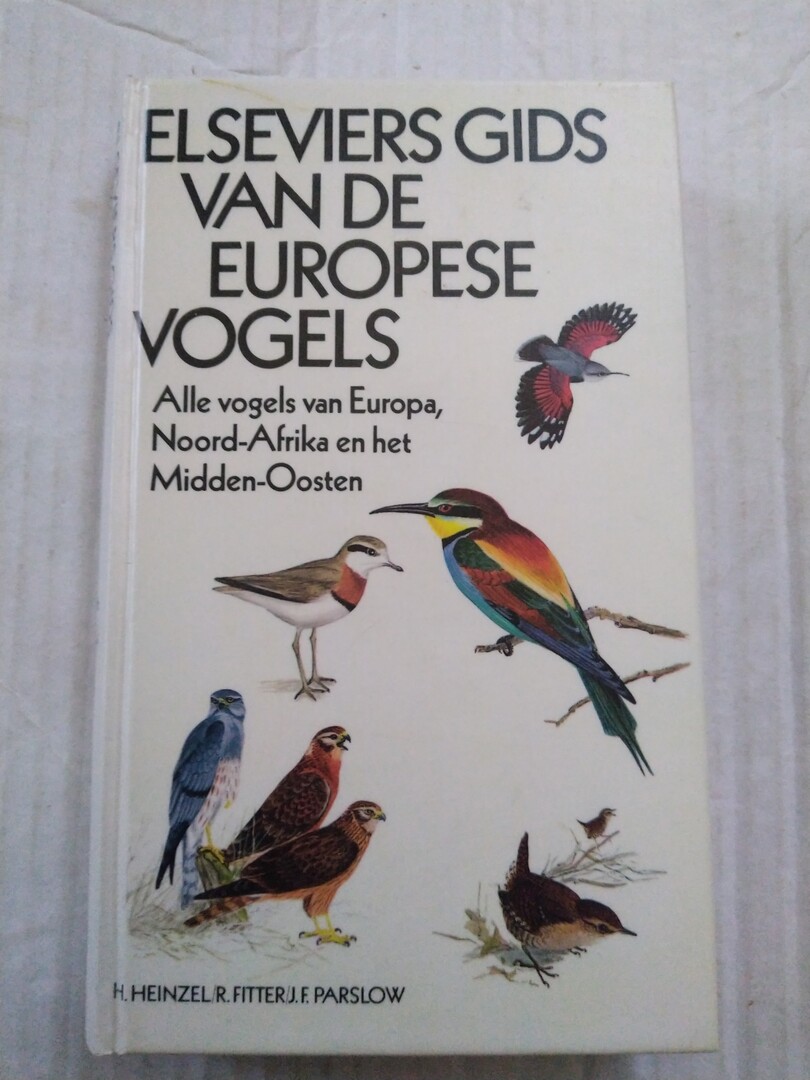 ELSEVIERS GIDS
VAN DE
EUROPESE
VOGELS
Alle vogels van Europa,
Noord-Afrika en het
Midden-Oosten
H. HEINZEL/R. FITTER/J.F. PARSLOW